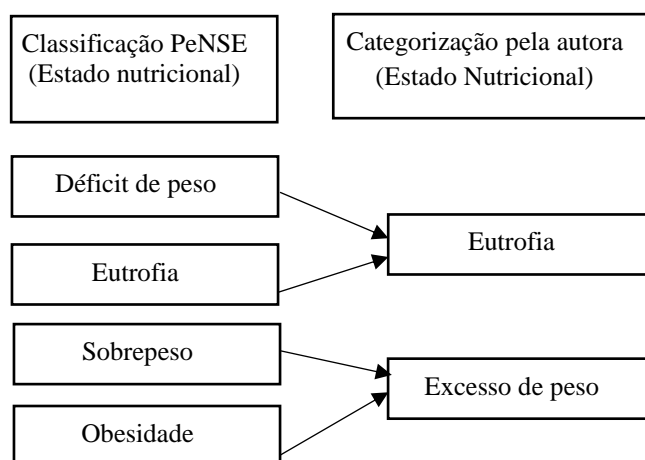 Classificação PeNSE
(Estado nutricional)
Categorização pela autora
(Estado Nutricional)
Déficit de peso
Eutrofia
Eutrofia
Sobrepeso
Excesso de peso
Obesidade